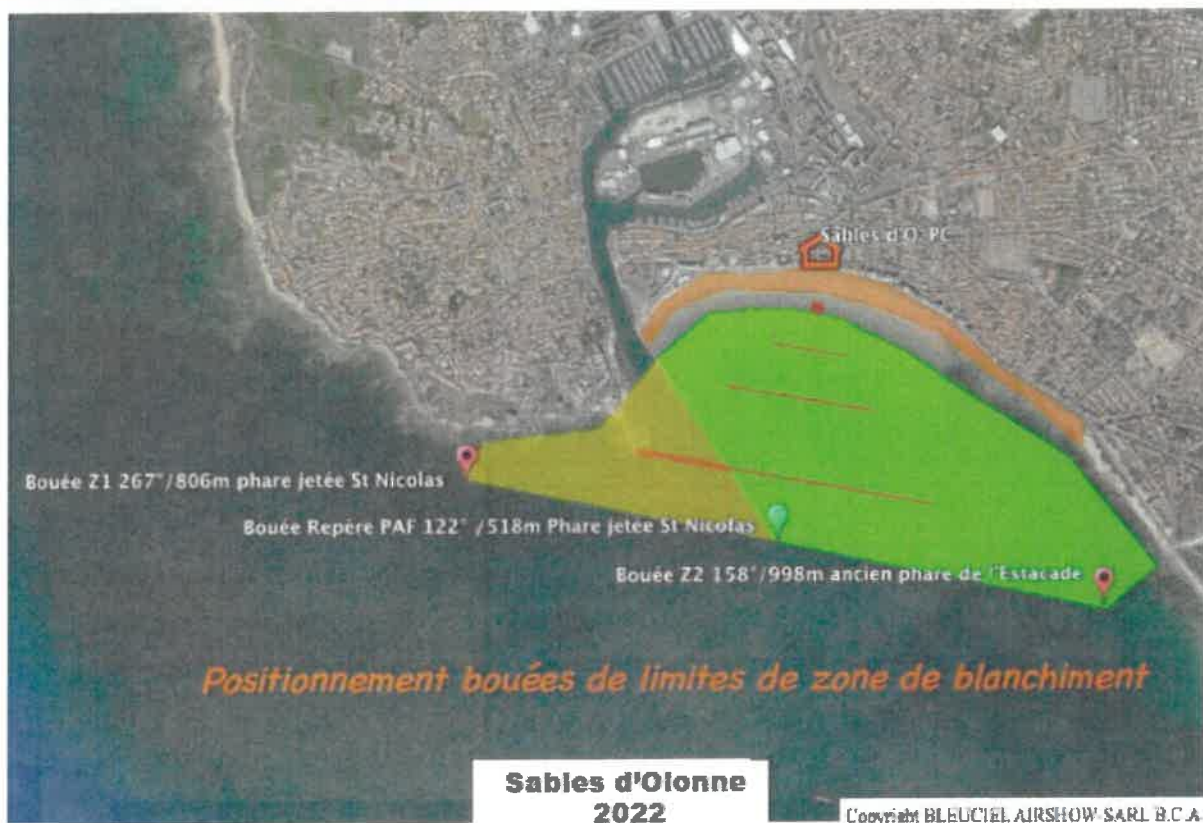 Sables d'O. PC
Bouée Z1 267°/806m phare jetée St Nicolas
Bouée Repère PAF 122° /518m Phare jetée St Nicolas
Bouée Z2 158°/998m ancien phare de l'Estacade
Positionnement bouées de limites de zone de blanchiment
Sables d'Olonne
2022
Copyright BLEUCIEL AIRSHOW-SARL B.C.A